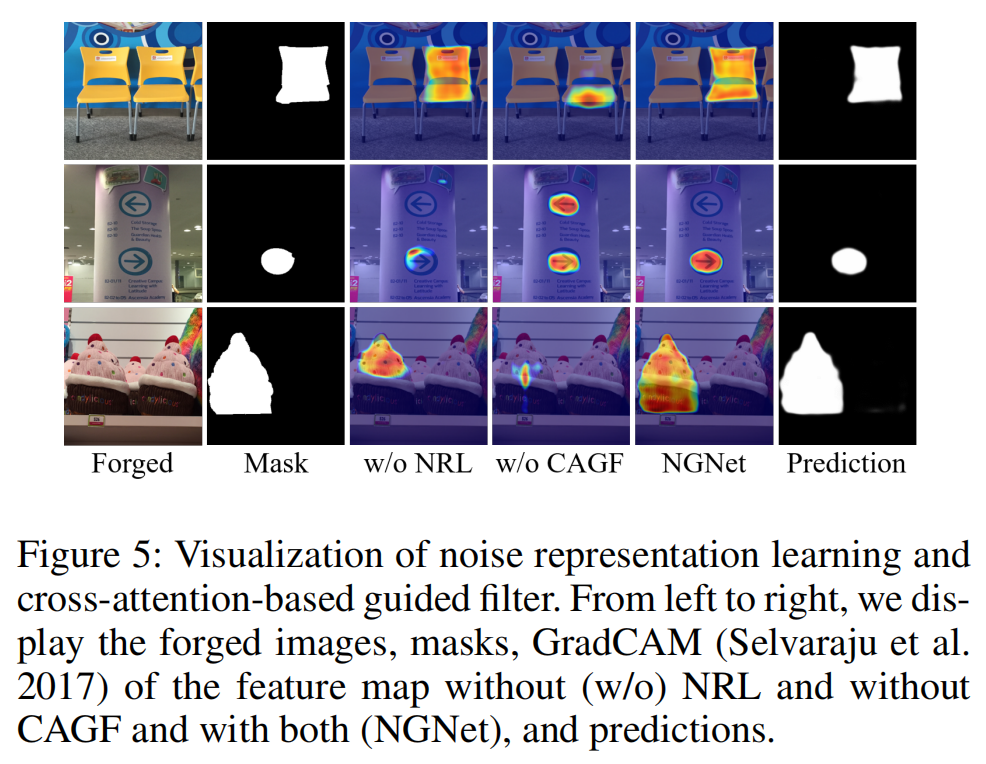 Forged Mask w/o NRL w/o CAGF NGNet Prediction
Figure 5: Visualization of noise representation learning and
cross-attention-based guided filter. From left to right, we dis-
play the forged images, masks, GradCAM (Selvaraju et al.
2017) of the feature map without (w/o) NRL and without
CAGF and with both (NGNet), and predictions.